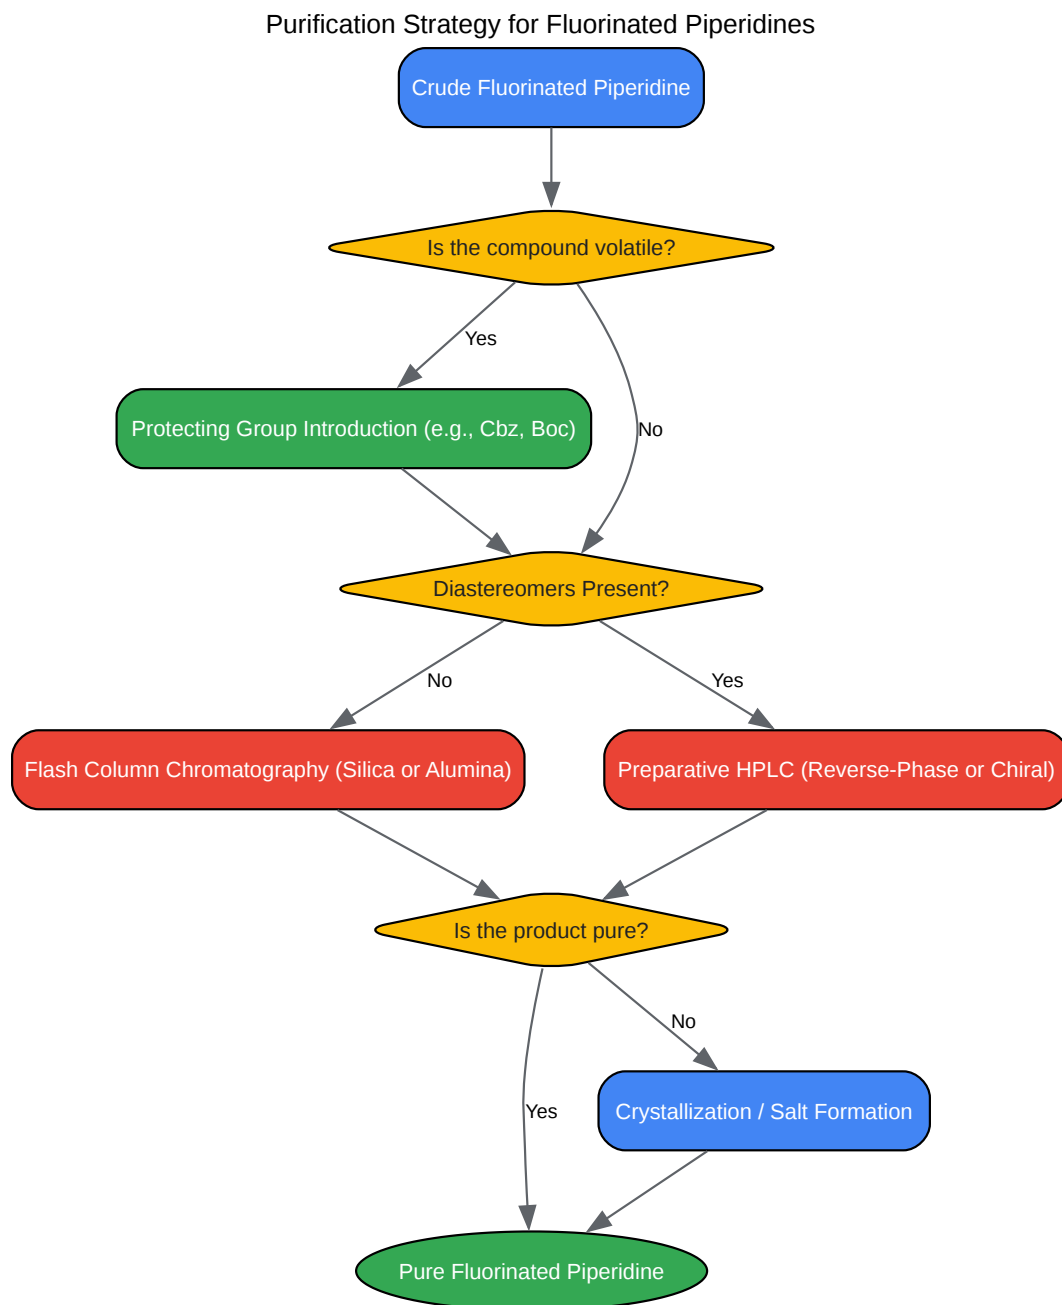 Purification Strategy for Fluorinated Piperidines
Crude Fluorinated Piperidine
Is the compound volatile?
Yes
Protecting Group Introduction (e.g., Cbz, Boc)
No
Diastereomers Present?
No
Yes
Flash Column Chromatography (Silica or Alumina)
Preparative HPLC (Reverse-Phase or Chiral)
Is the product pure?
No
Yes
Crystallization / Salt Formation
Pure Fluorinated Piperidine